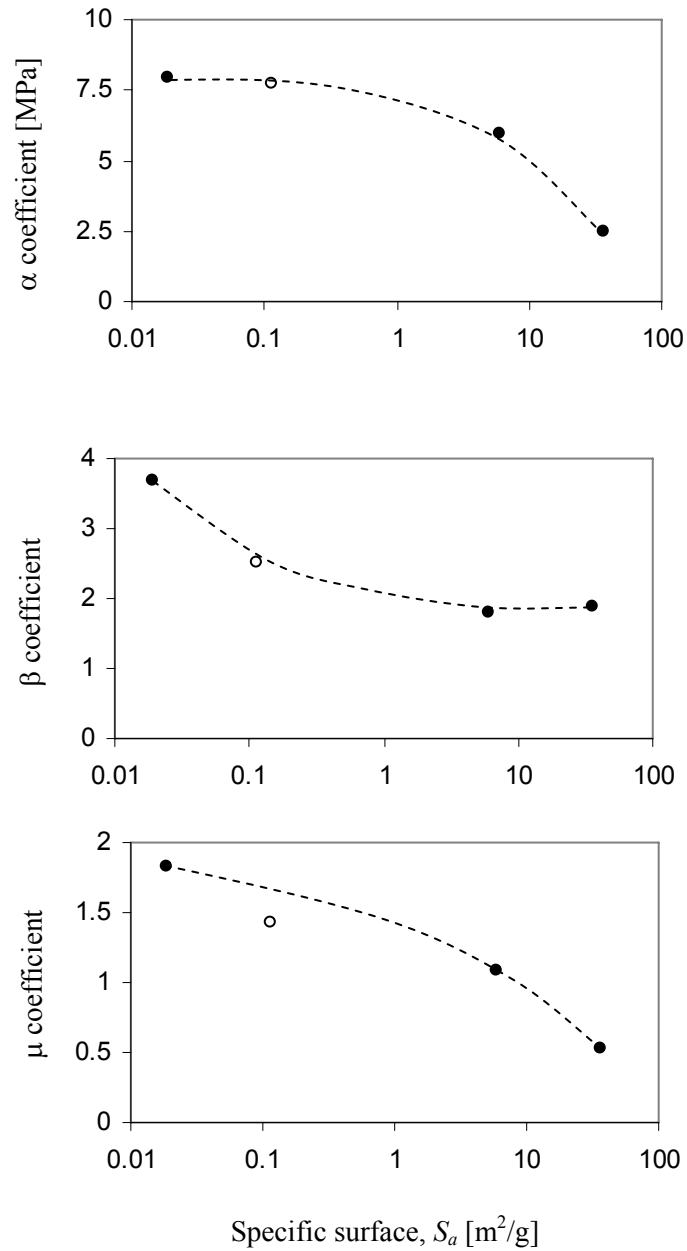 10
7.5
5
2.5
0
α coefficient [MPa]
0.01 0.1 1 10 100
4
3
2
1
0
β coefficient
0.01 0.1 1 10 100
2
1.5
1
0.5
0
μ coefficient
0.01 0.1 1 10 100
Specific surface, Sₐ [m²/g]